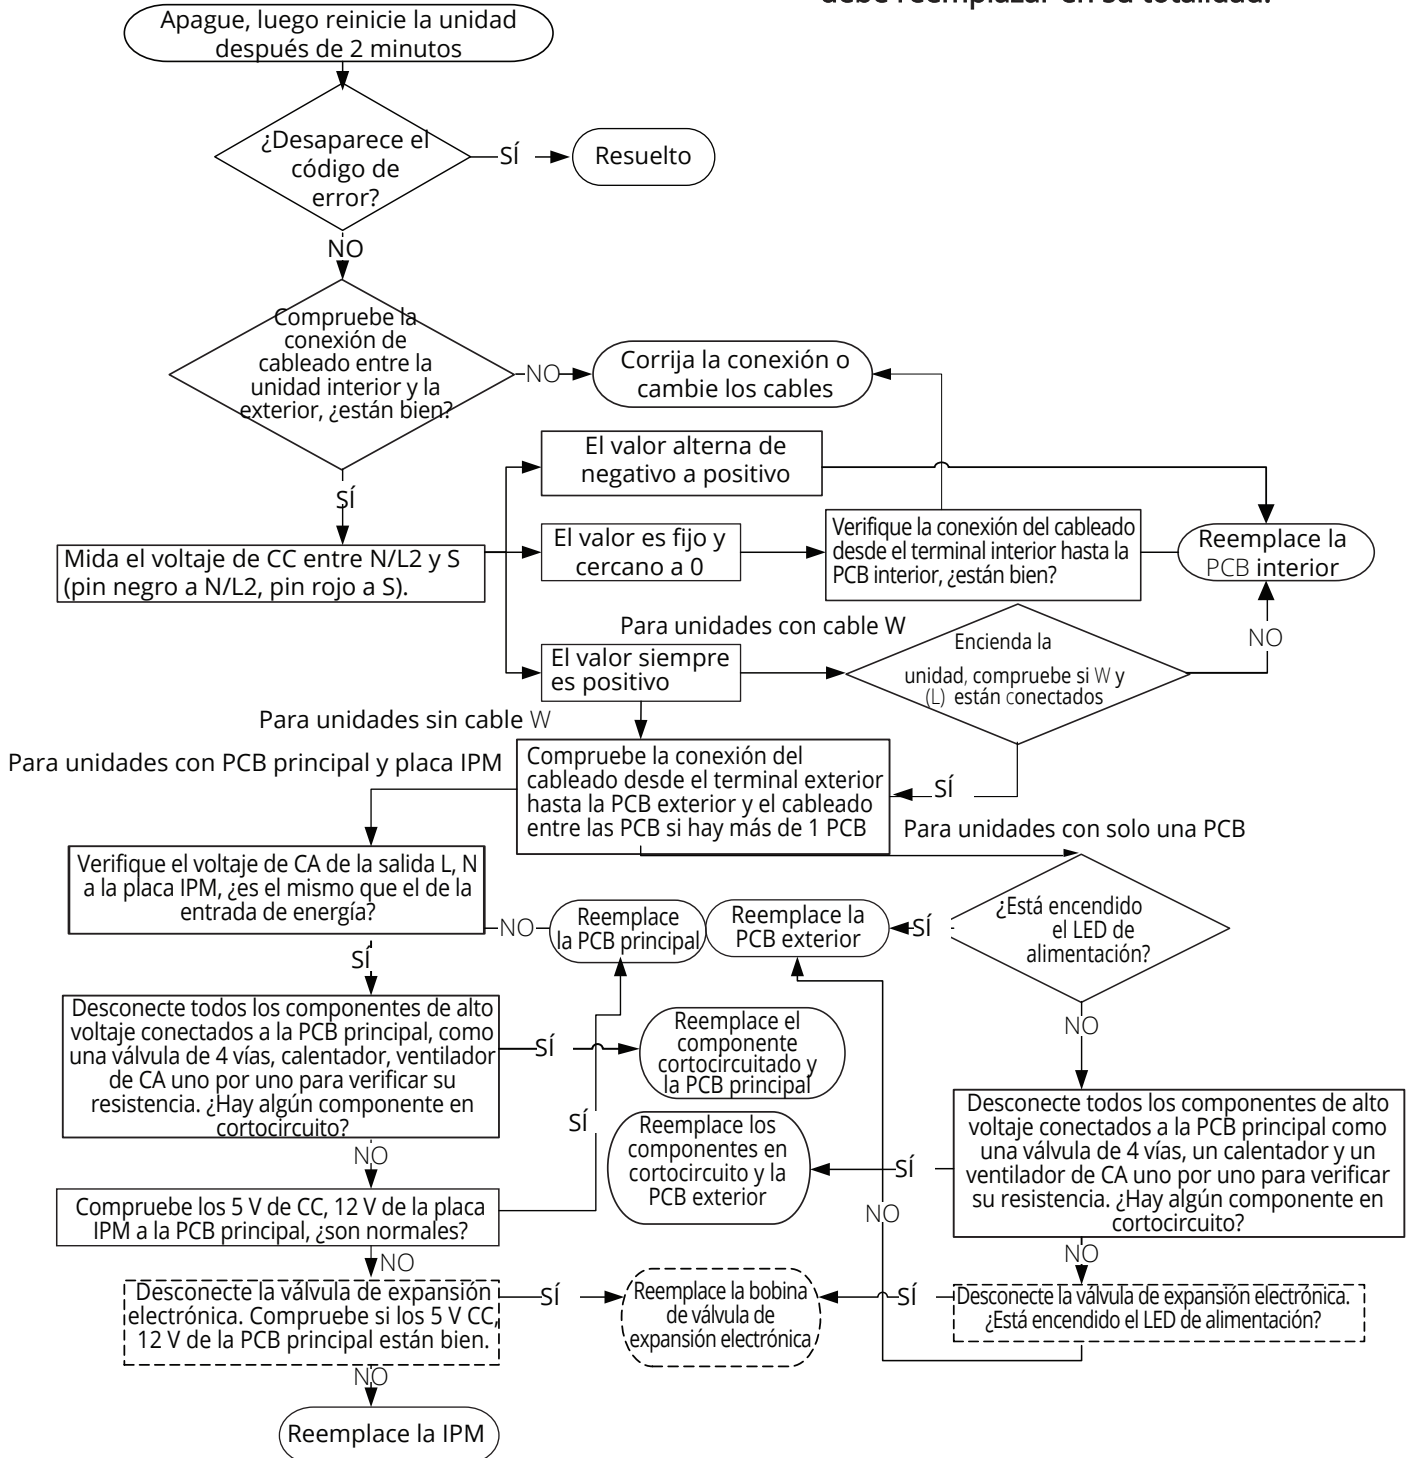 debe reemplazar en su totalidad.
Apague, luego reinicie la unidad
después de 2 minutos
¿Desaparece el
código de
error?
SÍ
Resuelto
NO
Compruebe la
conexión de
cableado entre la
unidad interior y la
exterior, ¿están bien?
NO
Corrija la conexión o
cambie los cables
SÍ
Mida el voltaje de CC entre N/L2 y S
(pin negro a N/L2, pin rojo a S).
El valor alterna de
negativo a positivo
El valor es fijo y
cercano a 0
Verifique la conexión del cableado
desde el terminal interior hasta la
PCB interior, ¿están bien?
Reemplace la
PCB interior
Para unidades con cable W
El valor siempre
es positivo
Encienda la
unidad, compruebe si W y
(L) están conectados
NO
Para unidades sin cable W
Para unidades con PCB principal y placa IPM
Compruebe la conexión del
cableado desde el terminal exterior
hasta la PCB exterior y el cableado
entre las PCB si hay más de 1 PCB
SÍ
Para unidades con solo una PCB
Verifique el voltaje de CA de la salida L, N
a la placa IPM, ¿es el mismo que el de la
entrada de energía?
NO
Reemplace
la PCB principal
Reemplace la
PCB exterior
SÍ
¿Está encendido
el LED de
alimentación?
SÍ
NO
Desconecte todos los componentes de alto
voltaje conectados a la PCB principal, como
una válvula de 4 vías, calentador, ventilador
de CA uno por uno para verificar su
resistencia. ¿Hay algún componente en
cortocircuito?
SÍ
Reemplace el
componente
cortocircuitado y
la PCB principal
NO
SÍ
Reemplace los
componentes en
cortocircuito y la
PCB exterior
SÍ
Desconecte todos los componentes de alto
voltaje conectados a la PCB principal como
una válvula de 4 vías, un calentador y un
ventilador de CA uno por uno para verificar
su resistencia. ¿Hay algún componente en
cortocircuito?
Compruebe los 5 V de CC, 12 V de la placa
IPM a la PCB principal, ¿son normales?
NO
NO
NO
Desconecte la válvula de expansión
electrónica. Compruebe si los 5 V CC,
12 V de la PCB principal están bien.
SÍ
Reemplace la bobina
de válvula de
expansión electrónica
SÍ
Desconecte la válvula de expansión electrónica.
¿Está encendido el LED de alimentación?
NO
Reemplace la IPM